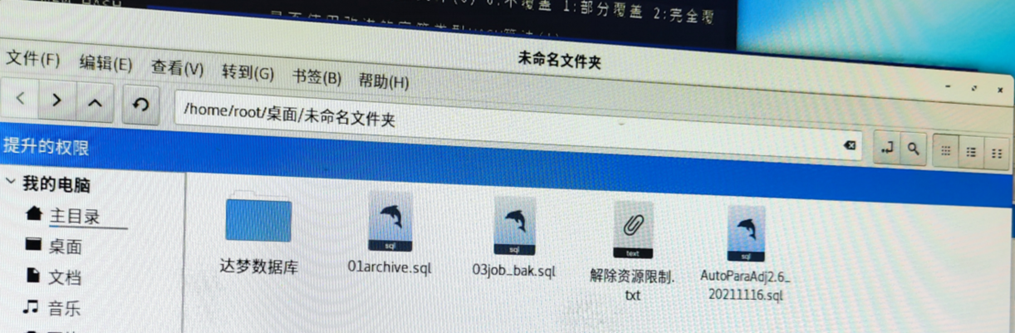 0:不覆盖 1:部分覆盖 2:完全覆
未命名文件夹
文件(F) 编辑(E) 查看(V) 转到(G) 书签(B) 帮助(H)
/home/root/桌面/未命名文件夹
提升的权限
我的电脑
主目录
桌面
文档
音乐
达梦数据库
sql
01archive.sql
sql
03job_bak.sql
text
解除资源限制.
txt
sql
AutoParaAdj2.6_
20211116.sql